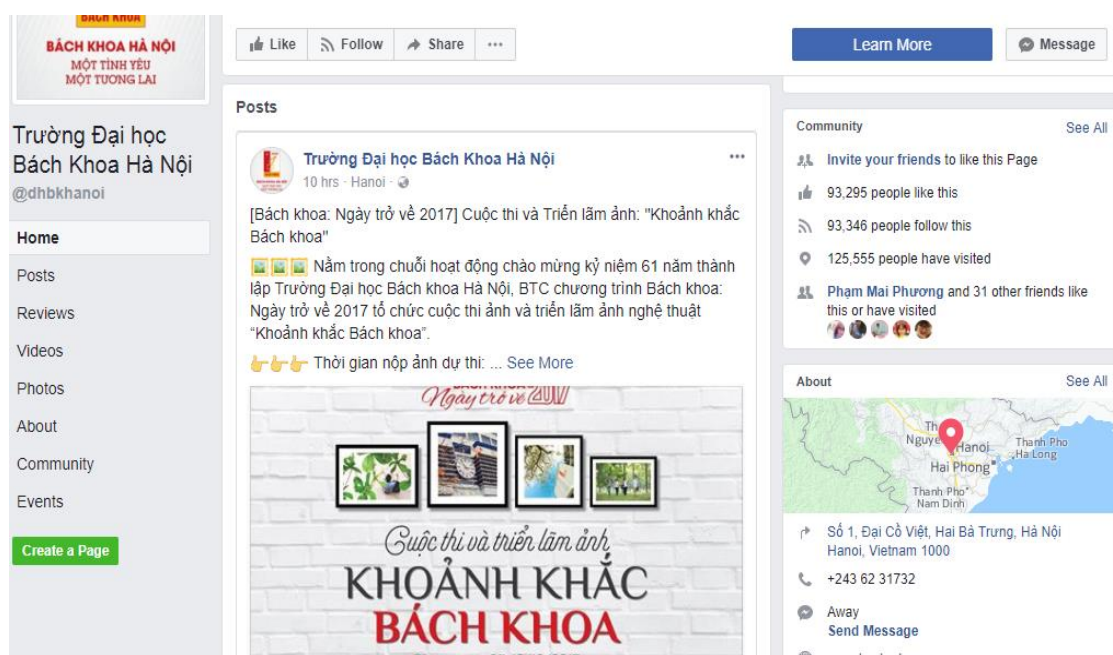 BÁCH KHOA
BÁCH KHOA HÀ NỘI
MỘT TÌNH YÊU
MỘT TƯƠNG LAI
Trường Đại học
Bách Khoa Hà Nội
@dhbkhanoi
Home
Posts
Reviews
Videos
Photos
About
Community
Events
Create a Page
Like Follow Share ...
Learn More
Message
Posts
Trường Đại học Bách Khoa Hà Nội
10 hrs · Hanoi ·
[Bách khoa: Ngày trở về 2017] Cuộc thi và Triển lãm ảnh: "Khoảnh khắc
Bách khoa"
Nằm trong chuỗi hoạt động chào mừng kỷ niệm 61 năm thành
lập Trường Đại học Bách khoa Hà Nội, BTC chương trình Bách khoa:
Ngày trở về 2017 tổ chức cuộc thi ảnh và triển lãm ảnh nghệ thuật
“Khoảnh khắc Bách khoa”.
Thời gian nộp ảnh dự thi: ... See More
Ngày trở về 2017
Cuộc thi và triển lãm ảnh
KHOẢNH KHẮC
BÁCH KHOA
Community
See All
Invite your friends to like this Page
93,295 people like this
93,346 people follow this
125,555 people have visited
Phạm Mai Phương and 31 other friends like
this or have visited
About
See All
Th
Nguye
Hanoi
Thanh Pho
Ha Long
Hai Phong
Thanh Pho
Nam Dinh
Số 1, Đại Cồ Việt, Hai Bà Trưng, Hà Nội
Hanoi, Vietnam 1000
+243 62 31732
Away
Send Message